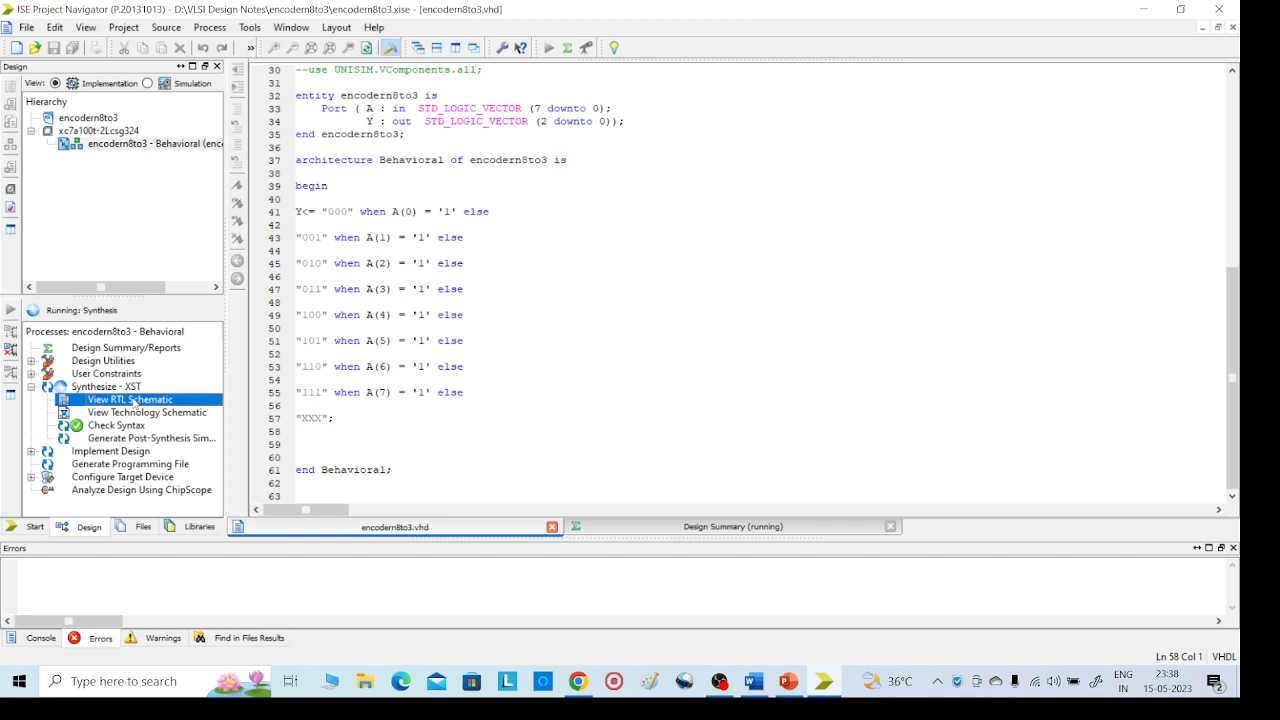 ISE Project Navigator (P.20131013) - D:\VLSI Design Notes\encodern8to3\encodern8to3.xise - [encodern8to3.vhd]
File Edit View Project Source Process Tools Window Layout Help
Design
View: Implementation Simulation
Hierarchy
encodern8to3
xc7a100t-2Lcsg324
encodern8to3 - Behavioral (enco
Running: Synthesis
Processes: encodern8to3 - Behavioral
Design Summary/Reports
Design Utilities
User Constraints
Synthesize - XST
View RTL Schematic
View Technology Schematic
Check Syntax
Generate Post-Synthesis Sim...
Implement Design
Generate Programming File
Configure Target Device
Analyze Design Using ChipScope
Start Design Files Libraries
30 --use UNISIM.VComponents.all;
31
32 entity encodern8to3 is
33 Port ( A : in STD_LOGIC_VECTOR (7 downto 0);
34 Y : out STD_LOGIC_VECTOR (2 downto 0));
35 end encodern8to3;
36
37 architecture Behavioral of encodern8to3 is
38
39 begin
40
41 Y<= "000" when A(0) = '1' else
42
43 "001" when A(1) = '1' else
44
45 "010" when A(2) = '1' else
46
47 "011" when A(3) = '1' else
48
49 "100" when A(4) = '1' else
50
51 "101" when A(5) = '1' else
52
53 "110" when A(6) = '1' else
54
55 "111" when A(7) = '1' else
56
57 "XXX";
58
59
60
61 end Behavioral;
62
63
encodern8to3.vhd Design Summary (running)
Errors
Console Errors Warnings Find in Files Results
Ln 58 Col 1 VHDL
Type here to search
36°C
ENG
IN
23:38
15-05-2023
2